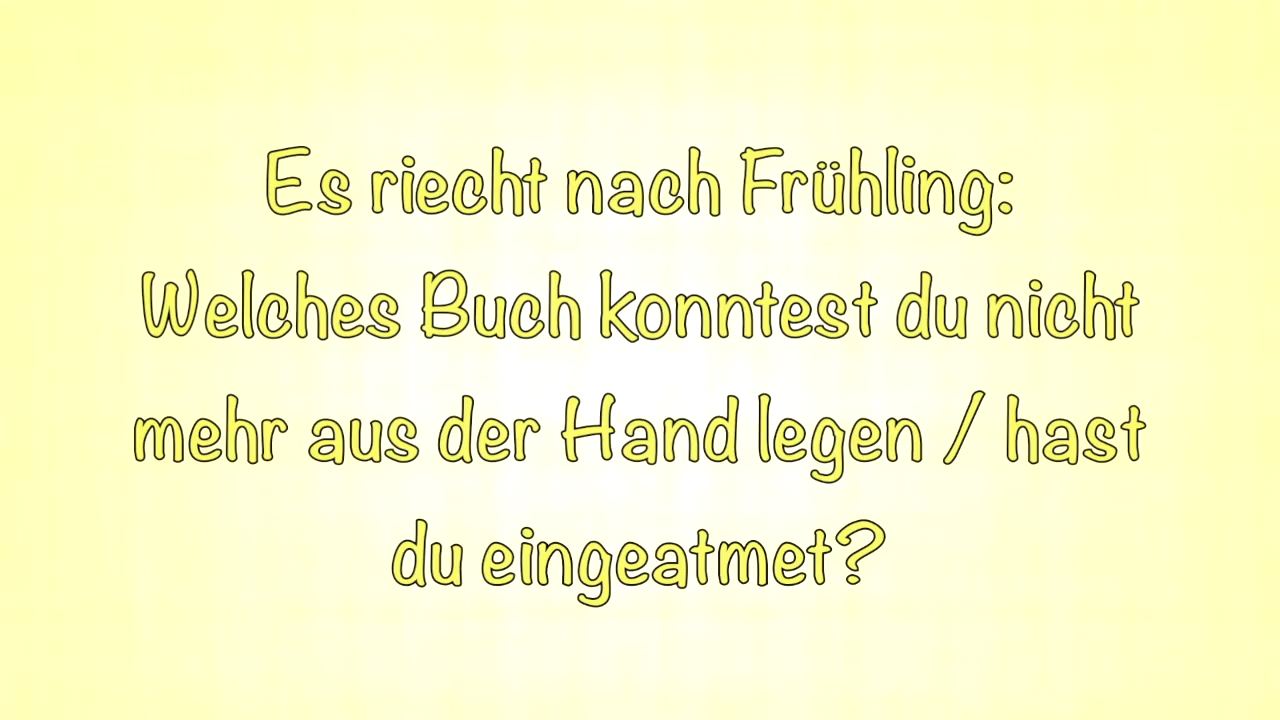 Es riecht nach Frühling:
Welches Buch konntest du nicht
mehr aus der Hand legen / hast
du eingeatmet?